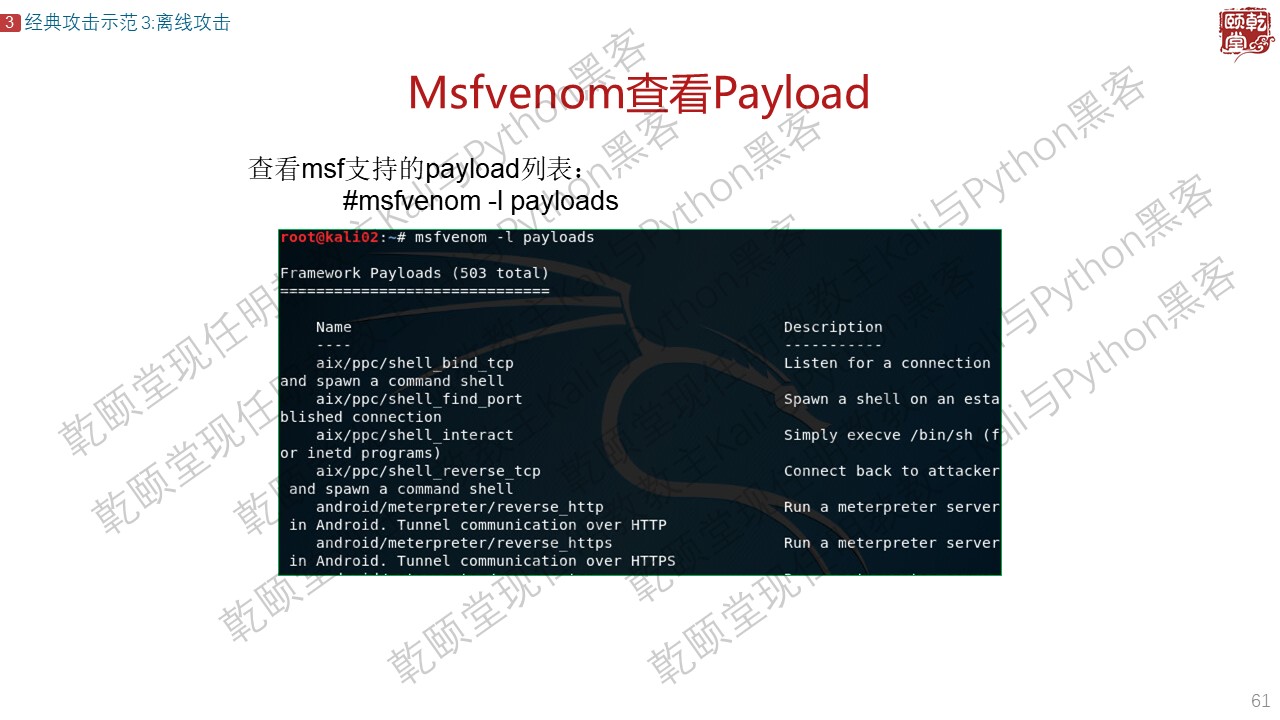 3 经典攻击示范3:离线攻击
乾颐堂
Msfvenom查看Payload
查看msf支持的payload列表：
#msfvenom -l payloads
root@kali02:~# msfvenom -l payloads
Framework Payloads (503 total)
==============================
Name Description
---- -----------
aix/ppc/shell_bind_tcp Listen for a connection
and spawn a command shell
aix/ppc/shell_find_port Spawn a shell on an esta
blished connection
aix/ppc/shell_interact Simply execve /bin/sh (f
or inetd programs)
aix/ppc/shell_reverse_tcp Connect back to attacker
and spawn a command shell
android/meterpreter/reverse_http Run a meterpreter server
in Android. Tunnel communication over HTTP
android/meterpreter/reverse_https Run a meterpreter server
in Android. Tunnel communication over HTTPS
乾颐堂现任明教教主Kali与Python黑客
61